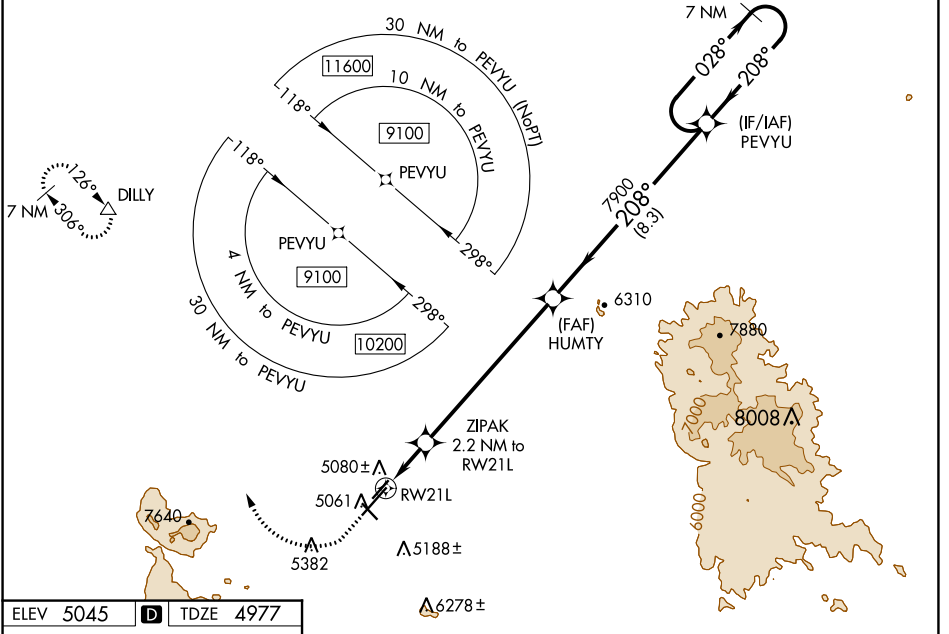 7 NM
30 NM to PEVYU (NoPT)
11600
10 NM to PEVYU
028°
208°
118°
9100
(IF/IAF)
PEVYU
PEVYU
118°
126°
DILLY
7 NM
306°
7900
208°
(8.3)
PEVYU
298°
9100
4 NM to PEVYU
298°
6310
(FAF)
HUMTY
7880
10200
30 NM to PEVYU
7000
8008
ZIPAK
2.2 NM to
RW21L
5080±
5061
RW21L
6000
7640
5382
5188±
6278±
ELEV 5045 D TDZE 4977